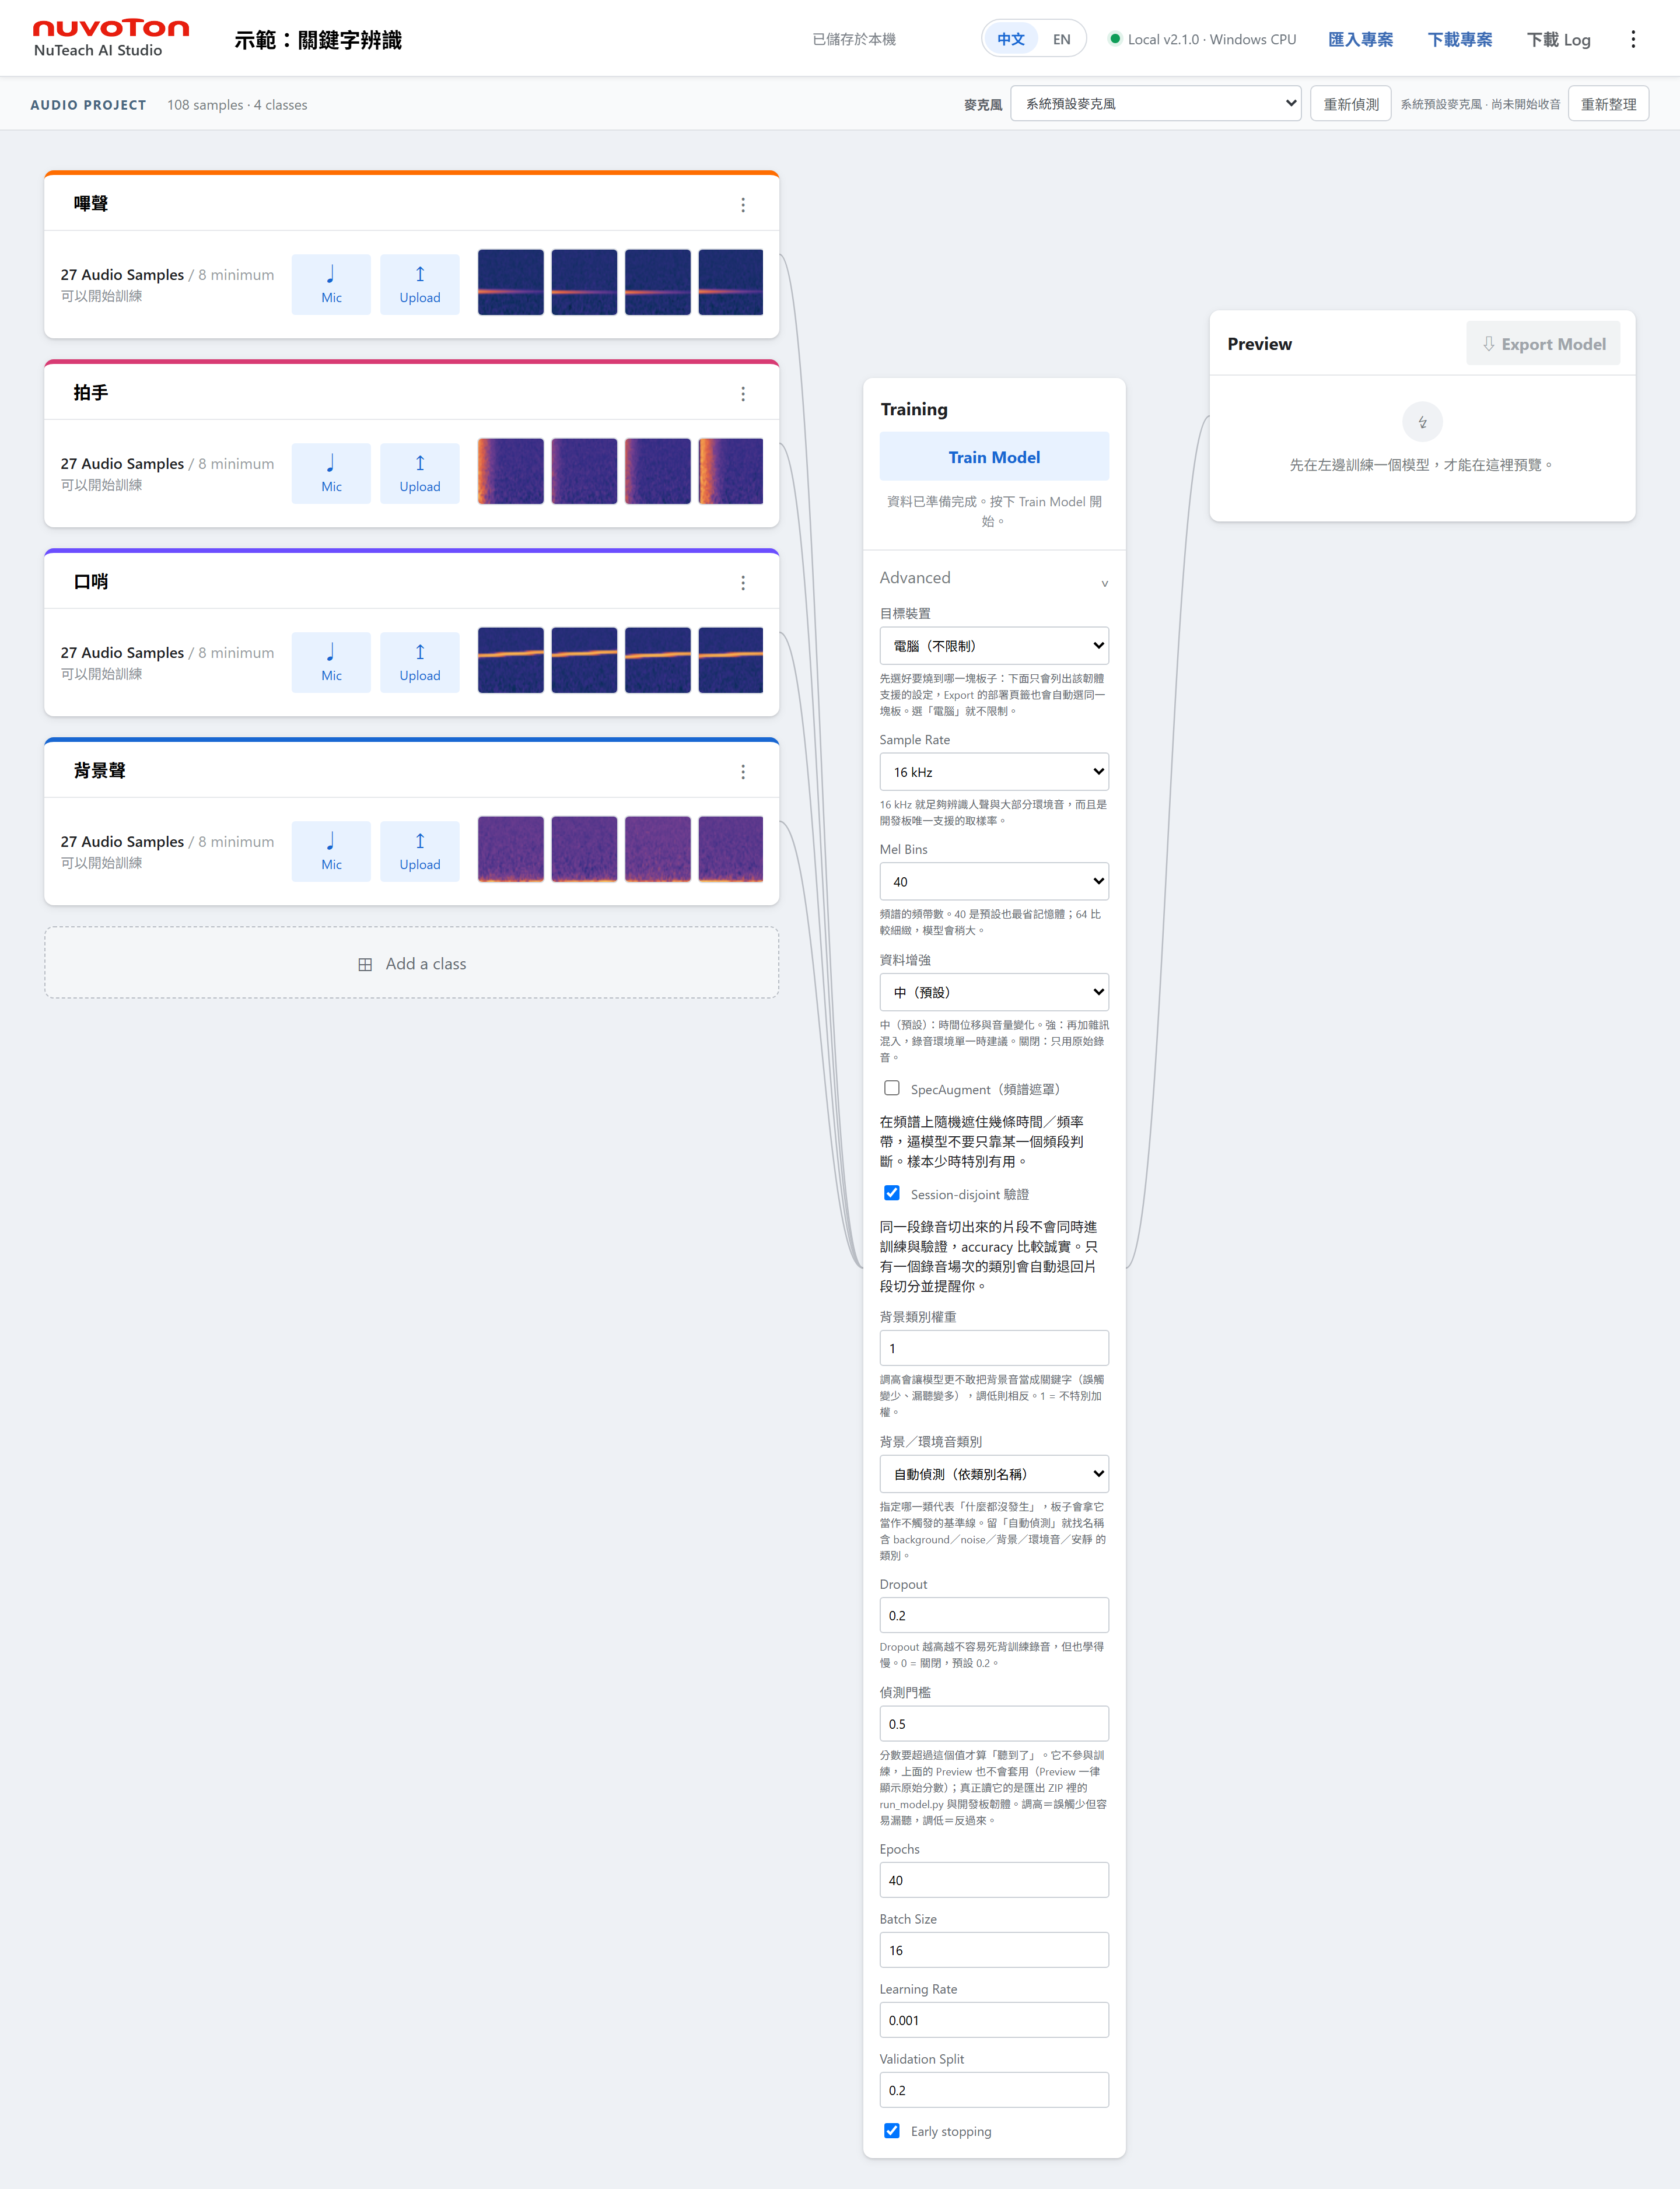 nuvoTon
NuTeach AI Studio
示範：關鍵字辨識
已儲存於本機
中文 EN
Local v2.1.0 · Windows CPU
匯入專案
下載專案
下載 Log
AUDIO PROJECT
108 samples · 4 classes
麥克風
系統預設麥克風
重新偵測
系統預設麥克風 · 尚未開始收音
重新整理
嗶聲
27 Audio Samples / 8 minimum
可以開始訓練
Mic
Upload
拍手
27 Audio Samples / 8 minimum
可以開始訓練
Mic
Upload
口哨
27 Audio Samples / 8 minimum
可以開始訓練
Mic
Upload
背景聲
27 Audio Samples / 8 minimum
可以開始訓練
Mic
Upload
Add a class
Training
Train Model
資料已準備完成。按下 Train Model 開
始。
Advanced
v
目標裝置
電腦（不限制）
先選好要燒到哪一塊板子：下面只會列出該韌體
支援的設定，Export 的部署頁籤也會自動選同一
塊板。選「電腦」就不限制。
Sample Rate
16 kHz
16 kHz 就足夠辨識人聲與大部分環境音，而且是
開發板唯一支援的取樣率。
Mel Bins
40
頻譜的頻帶數。40 是預設也最省記憶體；64 比
較細緻，模型會稍大。
資料增強
中（預設）
中（預設）：時間位移與音量變化。強：再加雜訊
混入，錄音環境單一時建議。關閉：只用原始錄
音。
SpecAugment（頻譜遮罩）
在頻譜上隨機遮住幾條時間／頻率
帶，逼模型不要只靠某一個頻段判
斷。樣本少時特別有用。
Session-disjoint 驗證
同一段錄音切出來的片段不會同時進
訓練與驗證，accuracy 比較誠實。只
有一個錄音場次的類別會自動退回片
段切分並提醒你。
背景類別權重
1
調高會讓模型更不敢把背景音當成關鍵字（誤觸
變少、漏聽變多），調低則相反。1 = 不特別加
權。
背景／環境音類別
自動偵測（依類別名稱）
指定哪一類代表「什麼都沒發生」，板子會拿它
當作不觸發的基準線。留「自動偵測」就找名稱
含 background／noise／背景／環境音／安靜 的
類別。
Dropout
0.2
Dropout 越高越不容易死背訓練錄音，但也學得
慢。0 = 關閉，預設 0.2。
偵測門檻
0.5
分數要超過這個值才算「聽到了」。它不參與訓
練，上面的 Preview 也不會套用（Preview 一律
顯示原始分數）；真正讀它的是匯出 ZIP 裡的
run_model.py 與開發板韌體。調高＝誤觸少但容
易漏聽，調低＝反過來。
Epochs
40
Batch Size
16
Learning Rate
0.001
Validation Split
0.2
Early stopping
Preview
Export Model
先在左邊訓練一個模型，才能在這裡預覽。